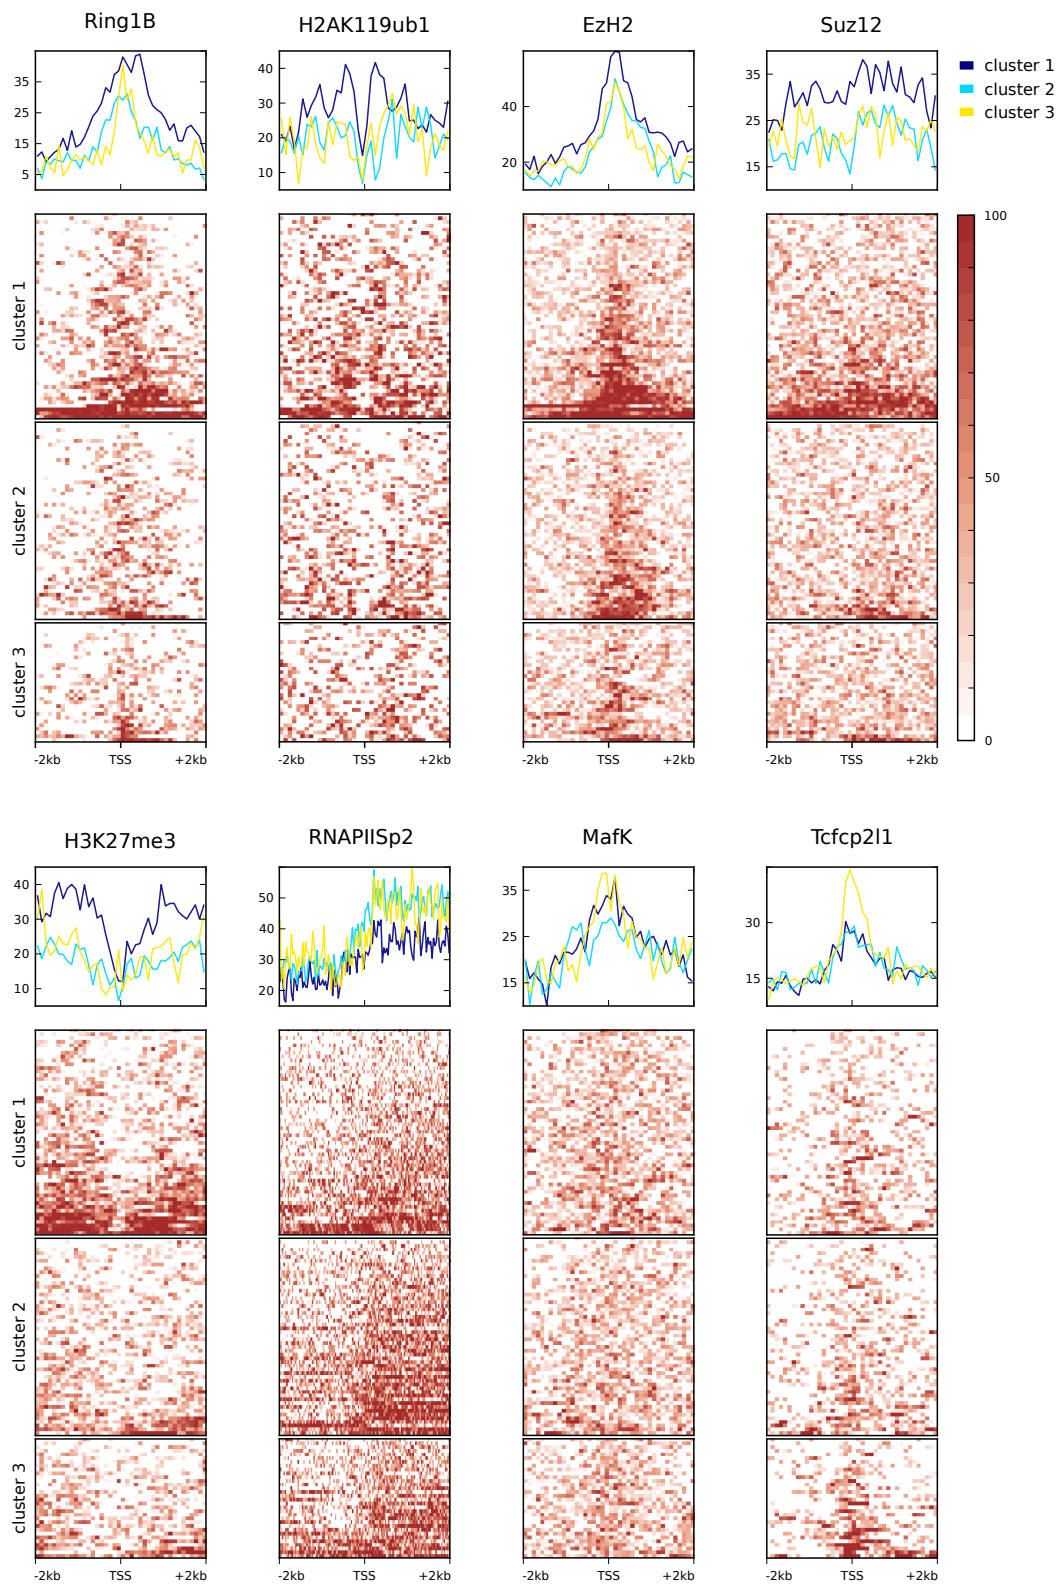 Ring1B H2AK119ub1 EzH2 Suz12
35 25 15 5
40 30 20 10
40 20
35 25 15
cluster 1
cluster 2
cluster 3
100
50
0
cluster 1
cluster 2
cluster 3
-2kb TSS +2kb -2kb TSS +2kb -2kb TSS +2kb -2kb TSS +2kb
H3K27me3 RNAPIISp2 MafK Tcfcp2l1
40 30 20 10
50 40 30 20
35 25 15
30 15
cluster 1
cluster 2
cluster 3
-2kb TSS +2kb -2kb TSS +2kb -2kb TSS +2kb -2kb TSS +2kb